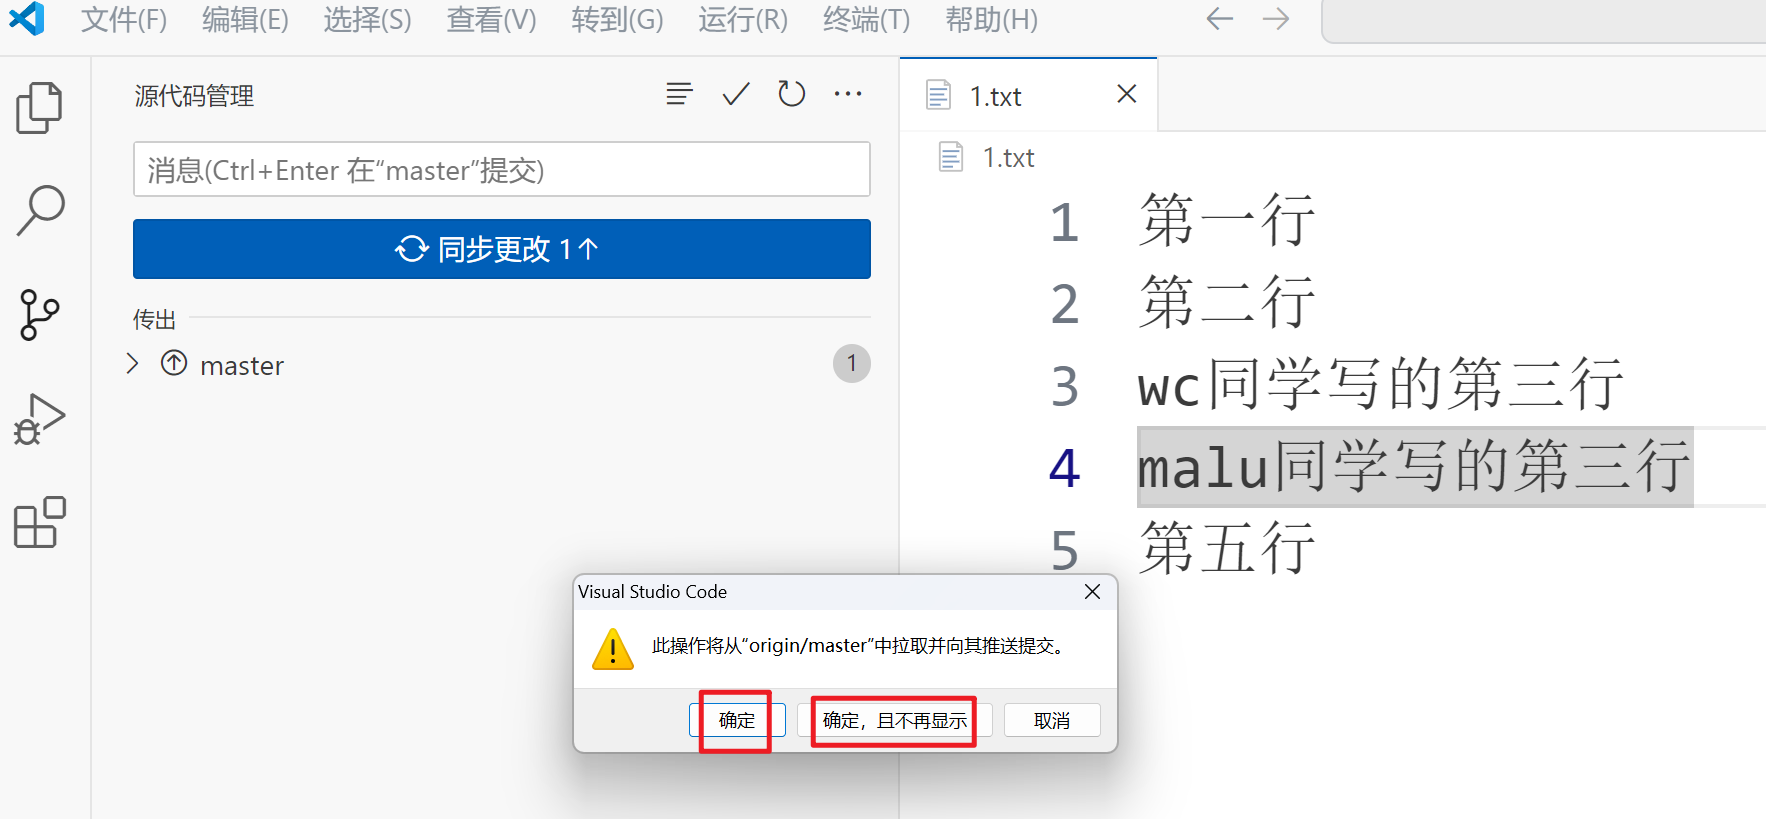 文件(F) 编辑(E) 选择(S) 查看(V) 转到(G) 运行(R) 终端(T) 帮助(H)
源代码管理
消息(Ctrl+Enter 在“master”提交)
同步更改 1↑
传出
master 1
1.txt
1.txt
1 第一行
2 第二行
3 wc同学写的第三行
4 malu同学写的第三行
5 第五行
Visual Studio Code
此操作将从“origin/master”中拉取并向其推送提交。
确定 确定，且不再显示 取消